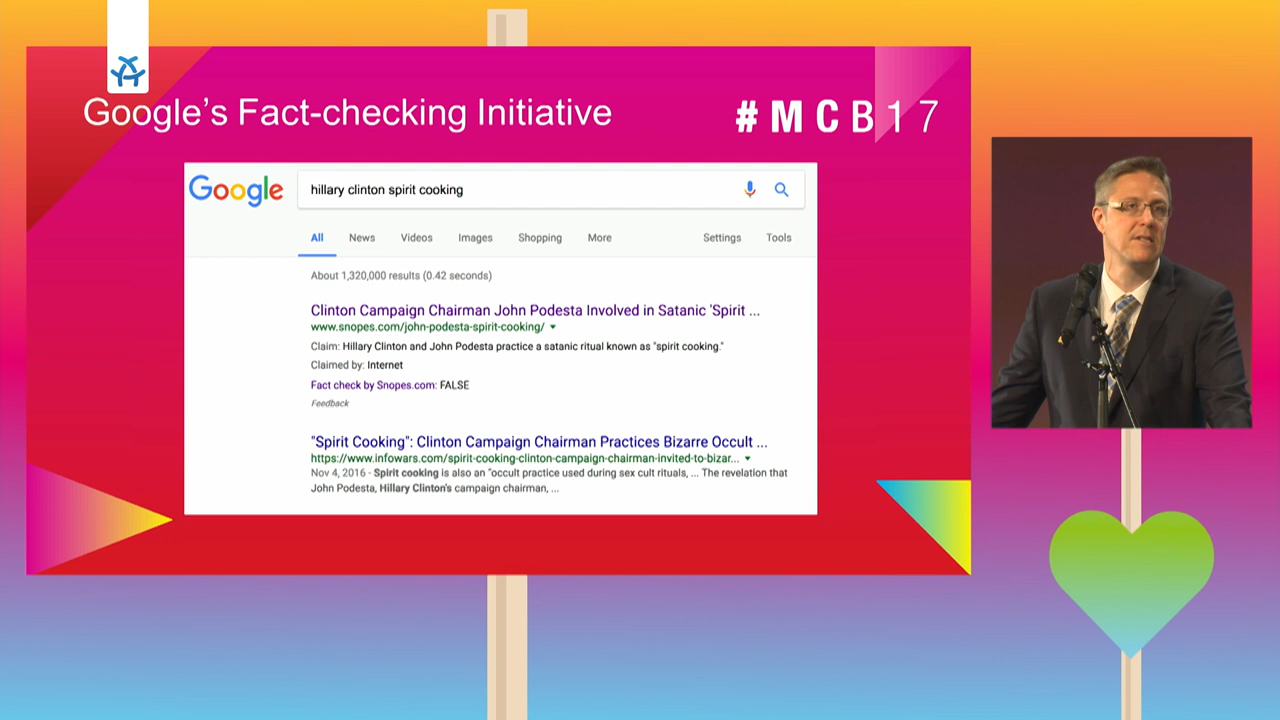 Google's Fact-checking Initiative
#MCB17
Google
hillary clinton spirit cooking
All News Videos Images Shopping More Settings Tools
About 1,320,000 results (0.42 seconds)
Clinton Campaign Chairman John Podesta Involved in Satanic 'Spirit ...
www.snopes.com/john-podesta-spirit-cooking/
Claim: Hillary Clinton and John Podesta practice a satanic ritual known as "spirit cooking."
Claimed by: Internet
Fact check by Snopes.com: FALSE
Feedback
"Spirit Cooking": Clinton Campaign Chairman Practices Bizarre Occult ...
https://www.infowars.com/spirit-cooking-clinton-campaign-chairman-invited-to-bizar...
Nov 4, 2016 - Spirit cooking is also an "occult practice used during sex cult rituals, ... The revelation that
John Podesta, Hillary Clinton's campaign chairman, ...